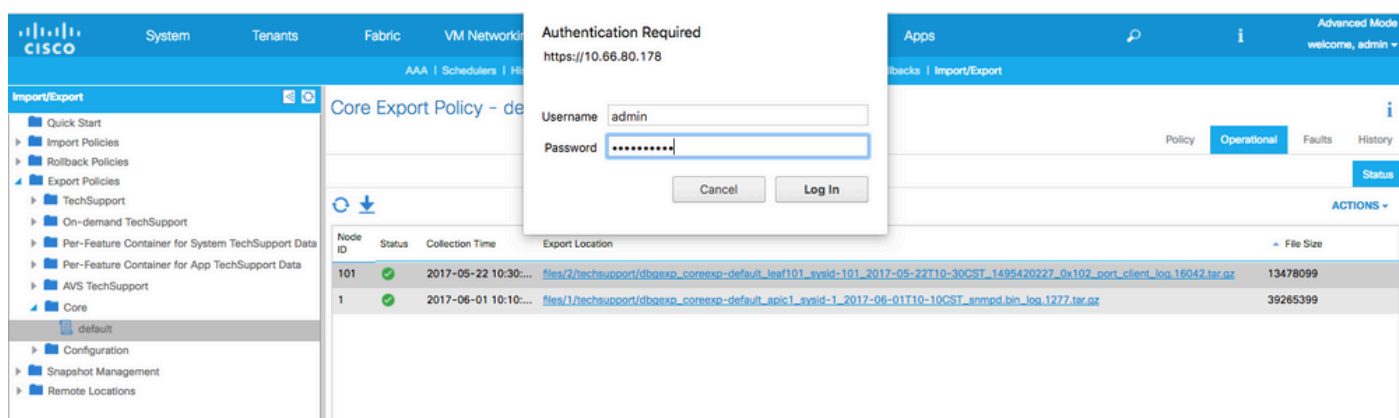 CISCO
System Tenants Fabric VM Networkin Apps i
Advanced Mode
welcome, admin
AAA | Schedulers | His llbacks | Import/Export
Authentication Required
https://10.66.80.178
Username admin
Password ••••••••••
Cancel Log In
Import/Export
Quick Start
Import Policies
Rollback Policies
Export Policies
TechSupport
On-demand TechSupport
Per-Feature Container for System TechSupport Data
Per-Feature Container for App TechSupport Data
AVS TechSupport
Core
default
Configuration
Snapshot Management
Remote Locations
Core Export Policy - de
i
Policy Operational Faults History
Status
ACTIONS
Node ID Status Collection Time Export Location File Size
101 2017-05-22 10:30:... files/2/techsupport/dbgexp_coreexp-default_leaf101_sysid-101_2017-05-22T10-30CST_1495420227_0x102_port_client_log.16042.tar.gz 13478099
1 2017-06-01 10:10:... files/1/techsupport/dbgexp_coreexp-default_apic1_sysid-1_2017-06-01T10-10CST_snmpd.bin_log.1277.tar.gz 39265399